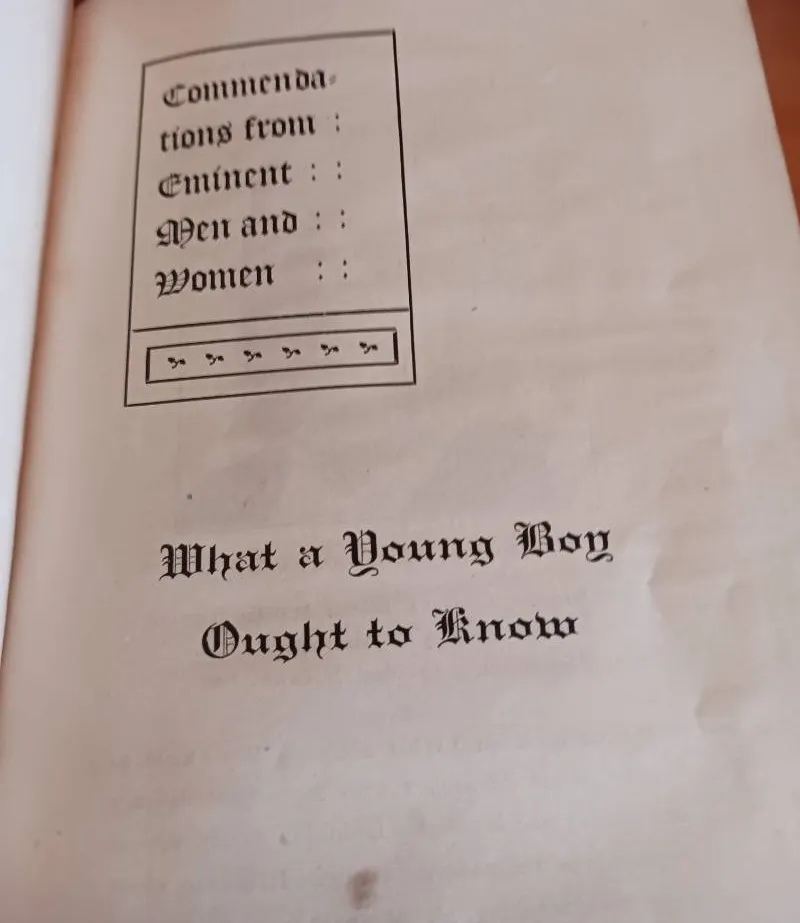 Commenda-
tions from :
Eminent : :
Men and : :
Women : :
What a Young Boy
Ought to Know